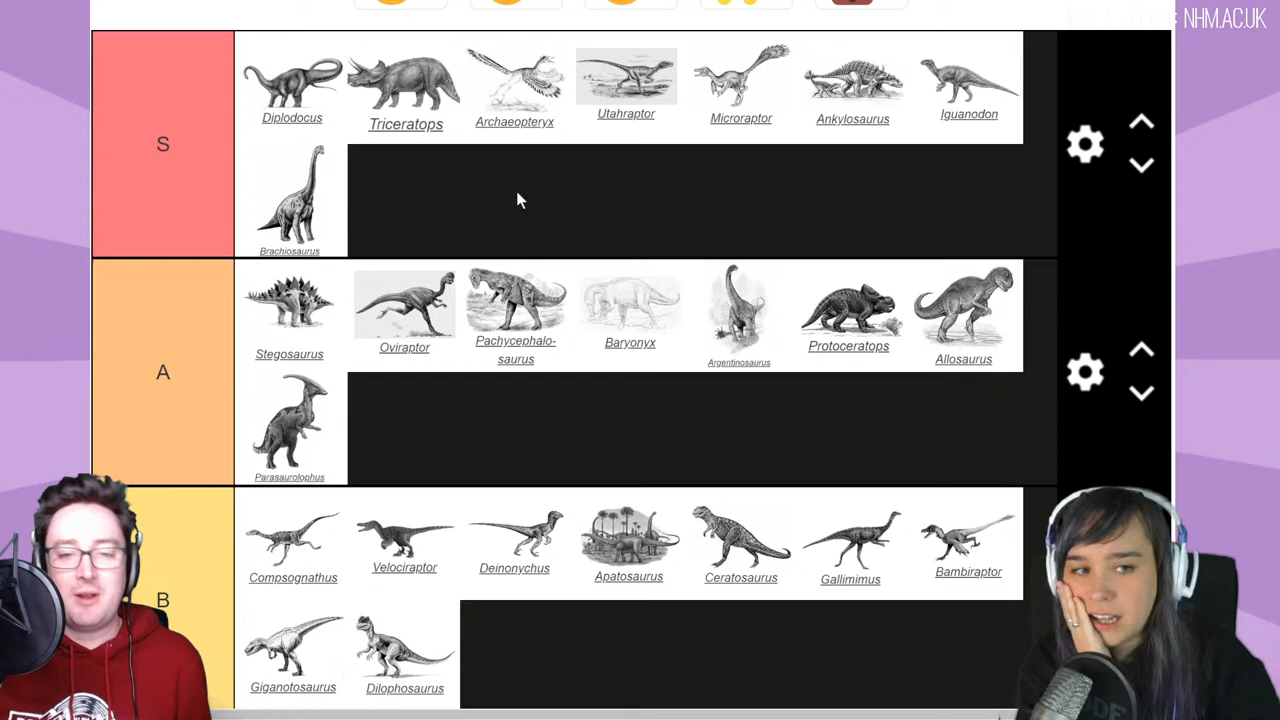 NHM.AC.UK
S
Diplodocus
Triceratops
Archaeopteryx
Utahraptor
Microraptor
Ankylosaurus
Iguanodon
Brachiosaurus
A
Stegosaurus
Oviraptor
Pachycephalo-
saurus
Baryonyx
Argentinosaurus
Protoceratops
Allosaurus
Parasaurolophus
B
Compsognathus
Velociraptor
Deinonychus
Apatosaurus
Ceratosaurus
Gallimimus
Bambiraptor
Giganotosaurus
Dilophosaurus